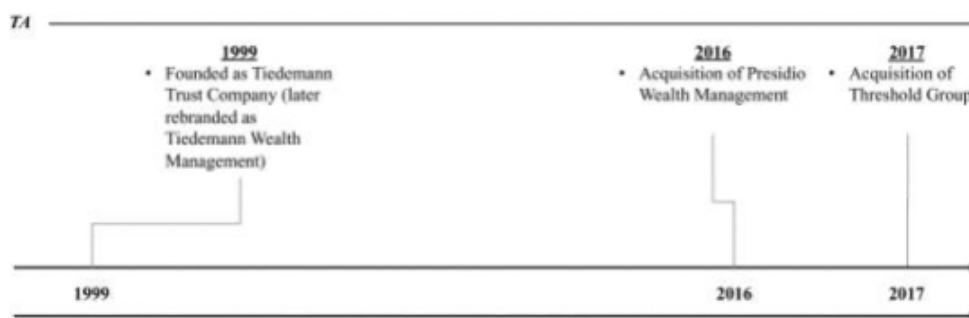 TA
1999
• Founded as Tiedemann
Trust Company (later
rebranded as
Tiedemann Wealth
Management)
2016
• Acquisition of Presidio
Wealth Management
2017
• Acquisition of
Threshold Group
1999
2016
2017